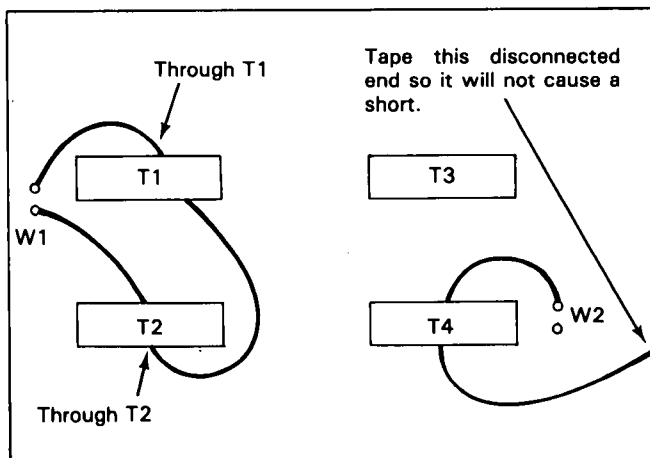 Through T1
Tape this disconnected
end so it will not cause a
short.
T1
T3
W1
T2
T4
W2
Through T2